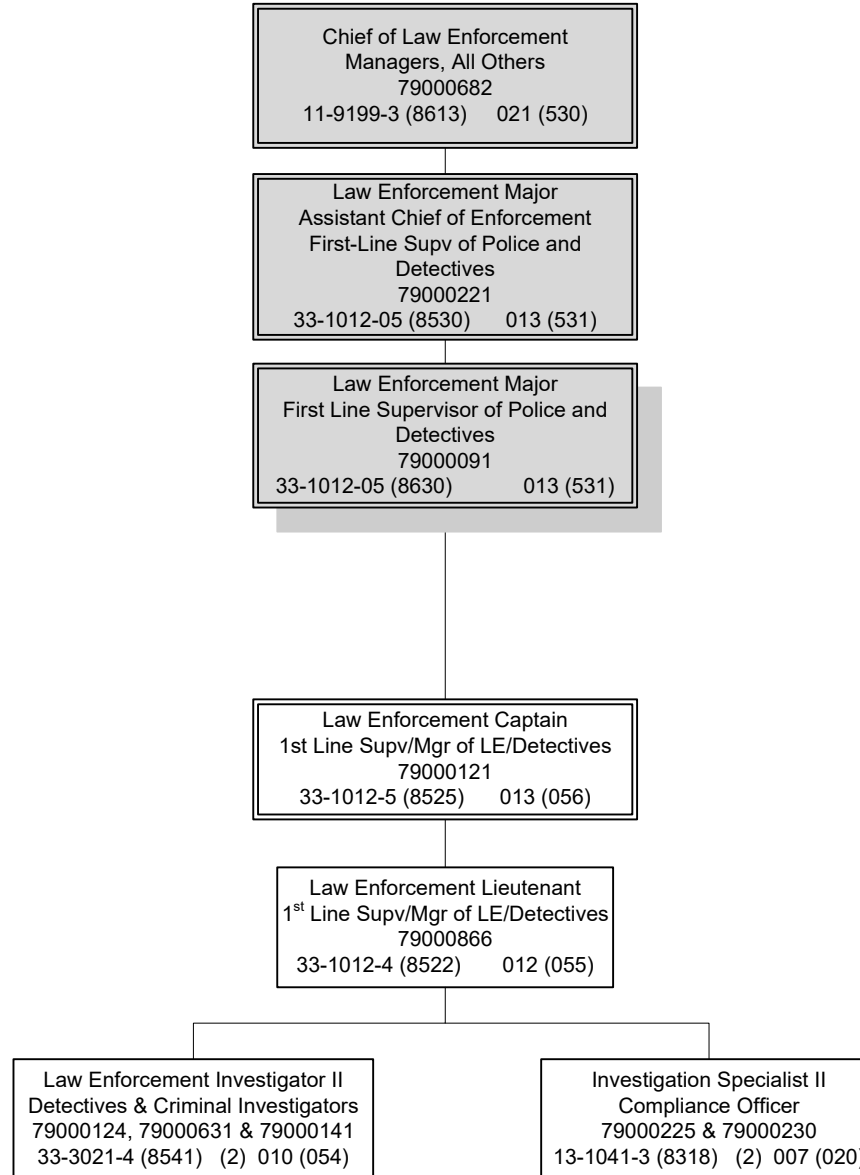 Chief of Law Enforcement
Managers, All Others
79000682
11-9199-3 (8613) 021 (530)
Law Enforcement Major
Assistant Chief of Enforcement
First-Line Supv of Police and
Detectives
79000221
33-1012-05 (8530) 013 (531)
Law Enforcement Major
First Line Supervisor of Police and
Detectives
79000091
33-1012-05 (8630) 013 (531)
Law Enforcement Captain
1st Line Supv/Mgr of LE/Detectives
79000121
33-1012-5 (8525) 013 (056)
Law Enforcement Lieutenant
1st Line Supv/Mgr of LE/Detectives
79000866
33-1012-4 (8522) 012 (055)
Law Enforcement Investigator II
Detectives & Criminal Investigators
79000124, 79000631 & 79000141
33-3021-4 (8541) (2) 010 (054)
Investigation Specialist II
Compliance Officer
79000225 & 79000230
13-1041-3 (8318) (2) 007 (020)